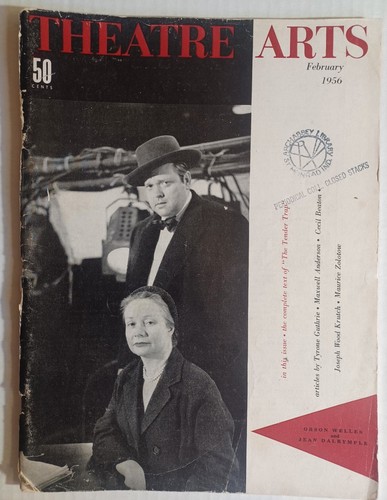 THEATRE ARTS
50
CENTS
February
1956
PERIODICAL COLL. CLOSED STACKS
in this issue • the complete text of "The Tender Trap"
articles by Tyrone Guthrie • Maxwell Anderson • Cecil Beaton
Joseph Wood Krutch • Maurice Zolotow
ORSON WELLES
and
JEAN DALRYMPLE